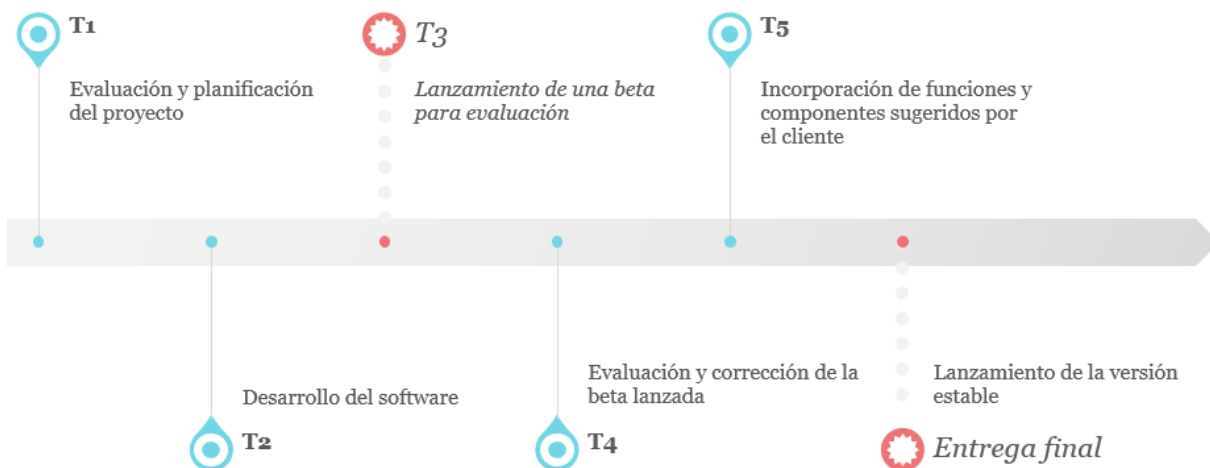 T1
Evaluación y planificación
del proyecto
T3
Lanzamiento de una beta
para evaluación
T5
Incorporación de funciones y
componentes sugeridos por
el cliente
Desarrollo del software
T2
Evaluación y corrección de la
beta lanzada
T4
Lanzamiento de la versión
estable
Entrega final